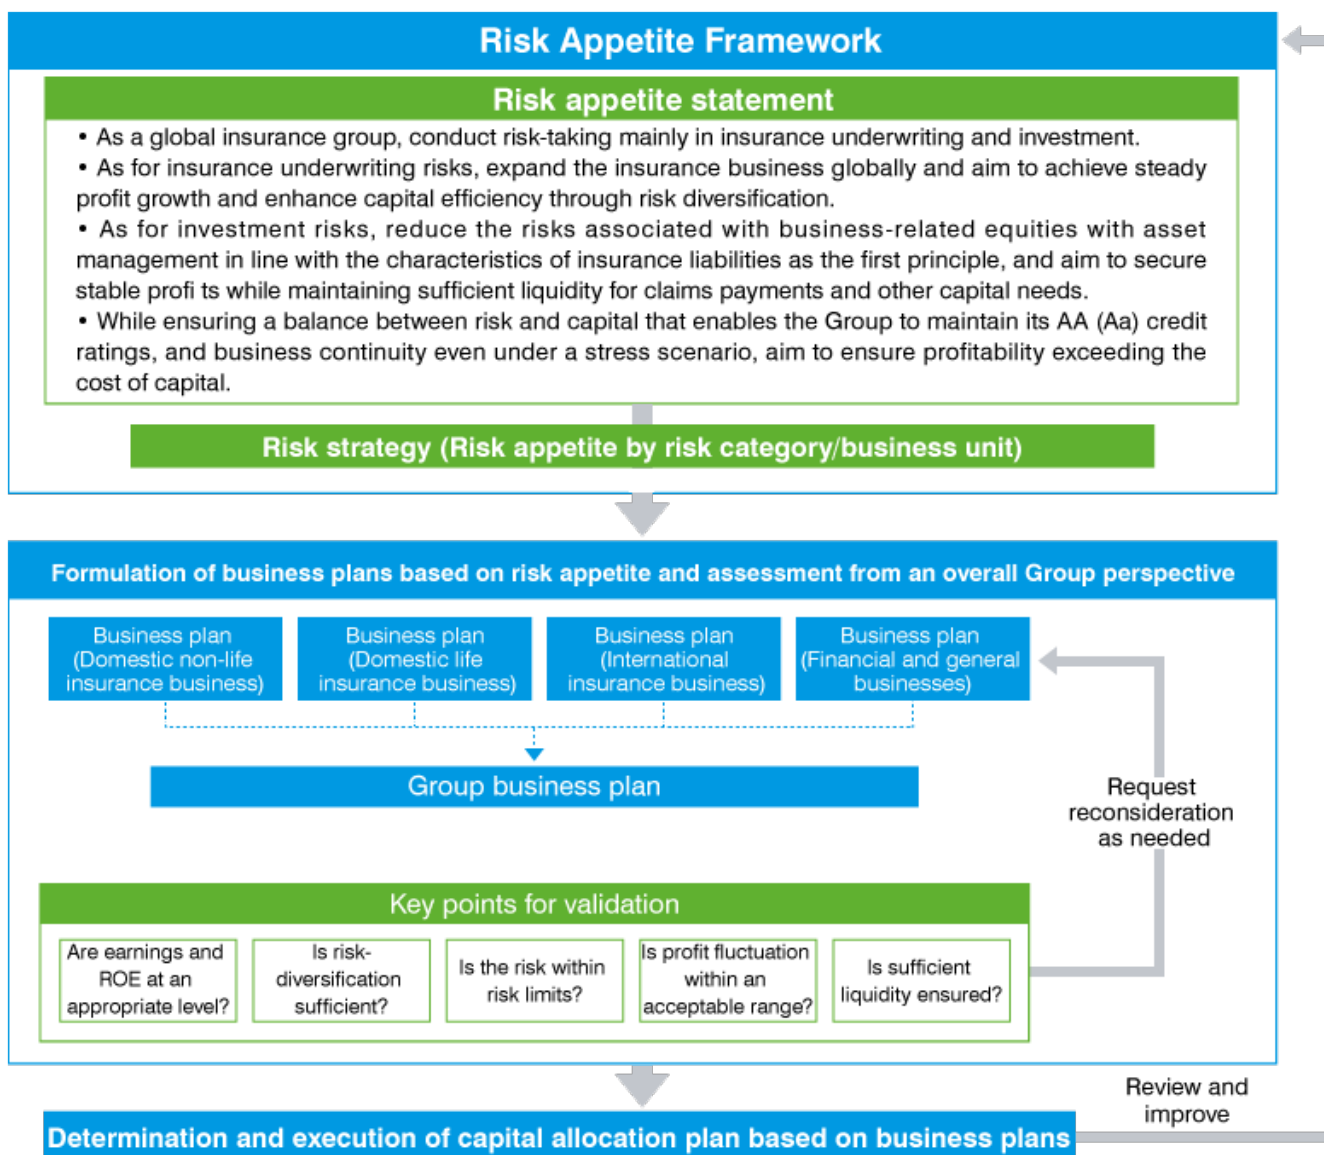 Risk Appetite Framework
Risk appetite statement
• As a global insurance group, conduct risk-taking mainly in insurance underwriting and investment.
• As for insurance underwriting risks, expand the insurance business globally and aim to achieve steady
profit growth and enhance capital efficiency through risk diversification.
• As for investment risks, reduce the risks associated with business-related equities with asset
management in line with the characteristics of insurance liabilities as the first principle, and aim to secure
stable profi ts while maintaining sufficient liquidity for claims payments and other capital needs.
• While ensuring a balance between risk and capital that enables the Group to maintain its AA (Aa) credit
ratings, and business continuity even under a stress scenario, aim to ensure profitability exceeding the
cost of capital.
Risk strategy (Risk appetite by risk category/business unit)
Formulation of business plans based on risk appetite and assessment from an overall Group perspective
Business plan
(Domestic non-life
insurance business)
Business plan
(Domestic life
insurance business)
Business plan
(International
insurance business)
Business plan
(Financial and general
businesses)
Group business plan
Request
reconsideration
as needed
Key points for validation
Are earnings and
ROE at an
appropriate level?
Is risk-
diversification
sufficient?
Is the risk within
risk limits?
Is profit fluctuation
within an
acceptable range?
Is sufficient
liquidity ensured?
Review and
improve
Determination and execution of capital allocation plan based on business plans